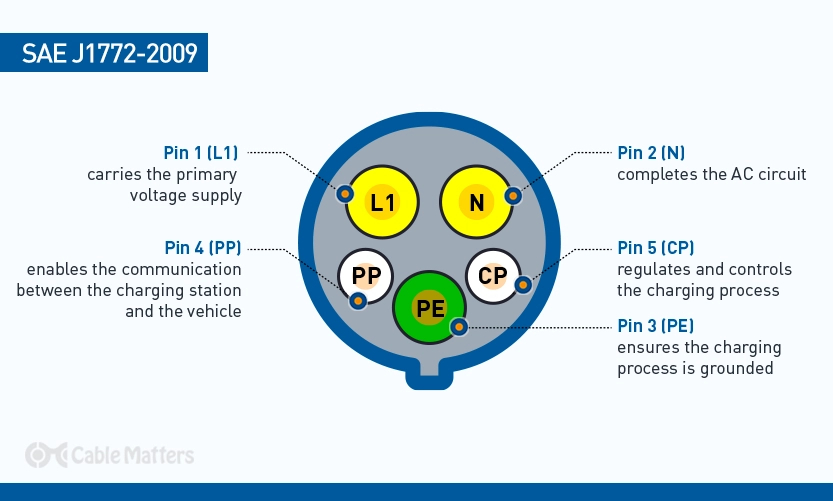 SAE J1772-2009
Pin 1 (L1)
carries the primary
voltage supply
Pin 2 (N)
completes the AC circuit
L1
N
Pin 4 (PP)
enables the communication
between the charging station
and the vehicle
PP
CP
PE
Pin 5 (CP)
regulates and controls
the charging process
Pin 3 (PE)
ensures the charging
process is grounded
Cable Matters